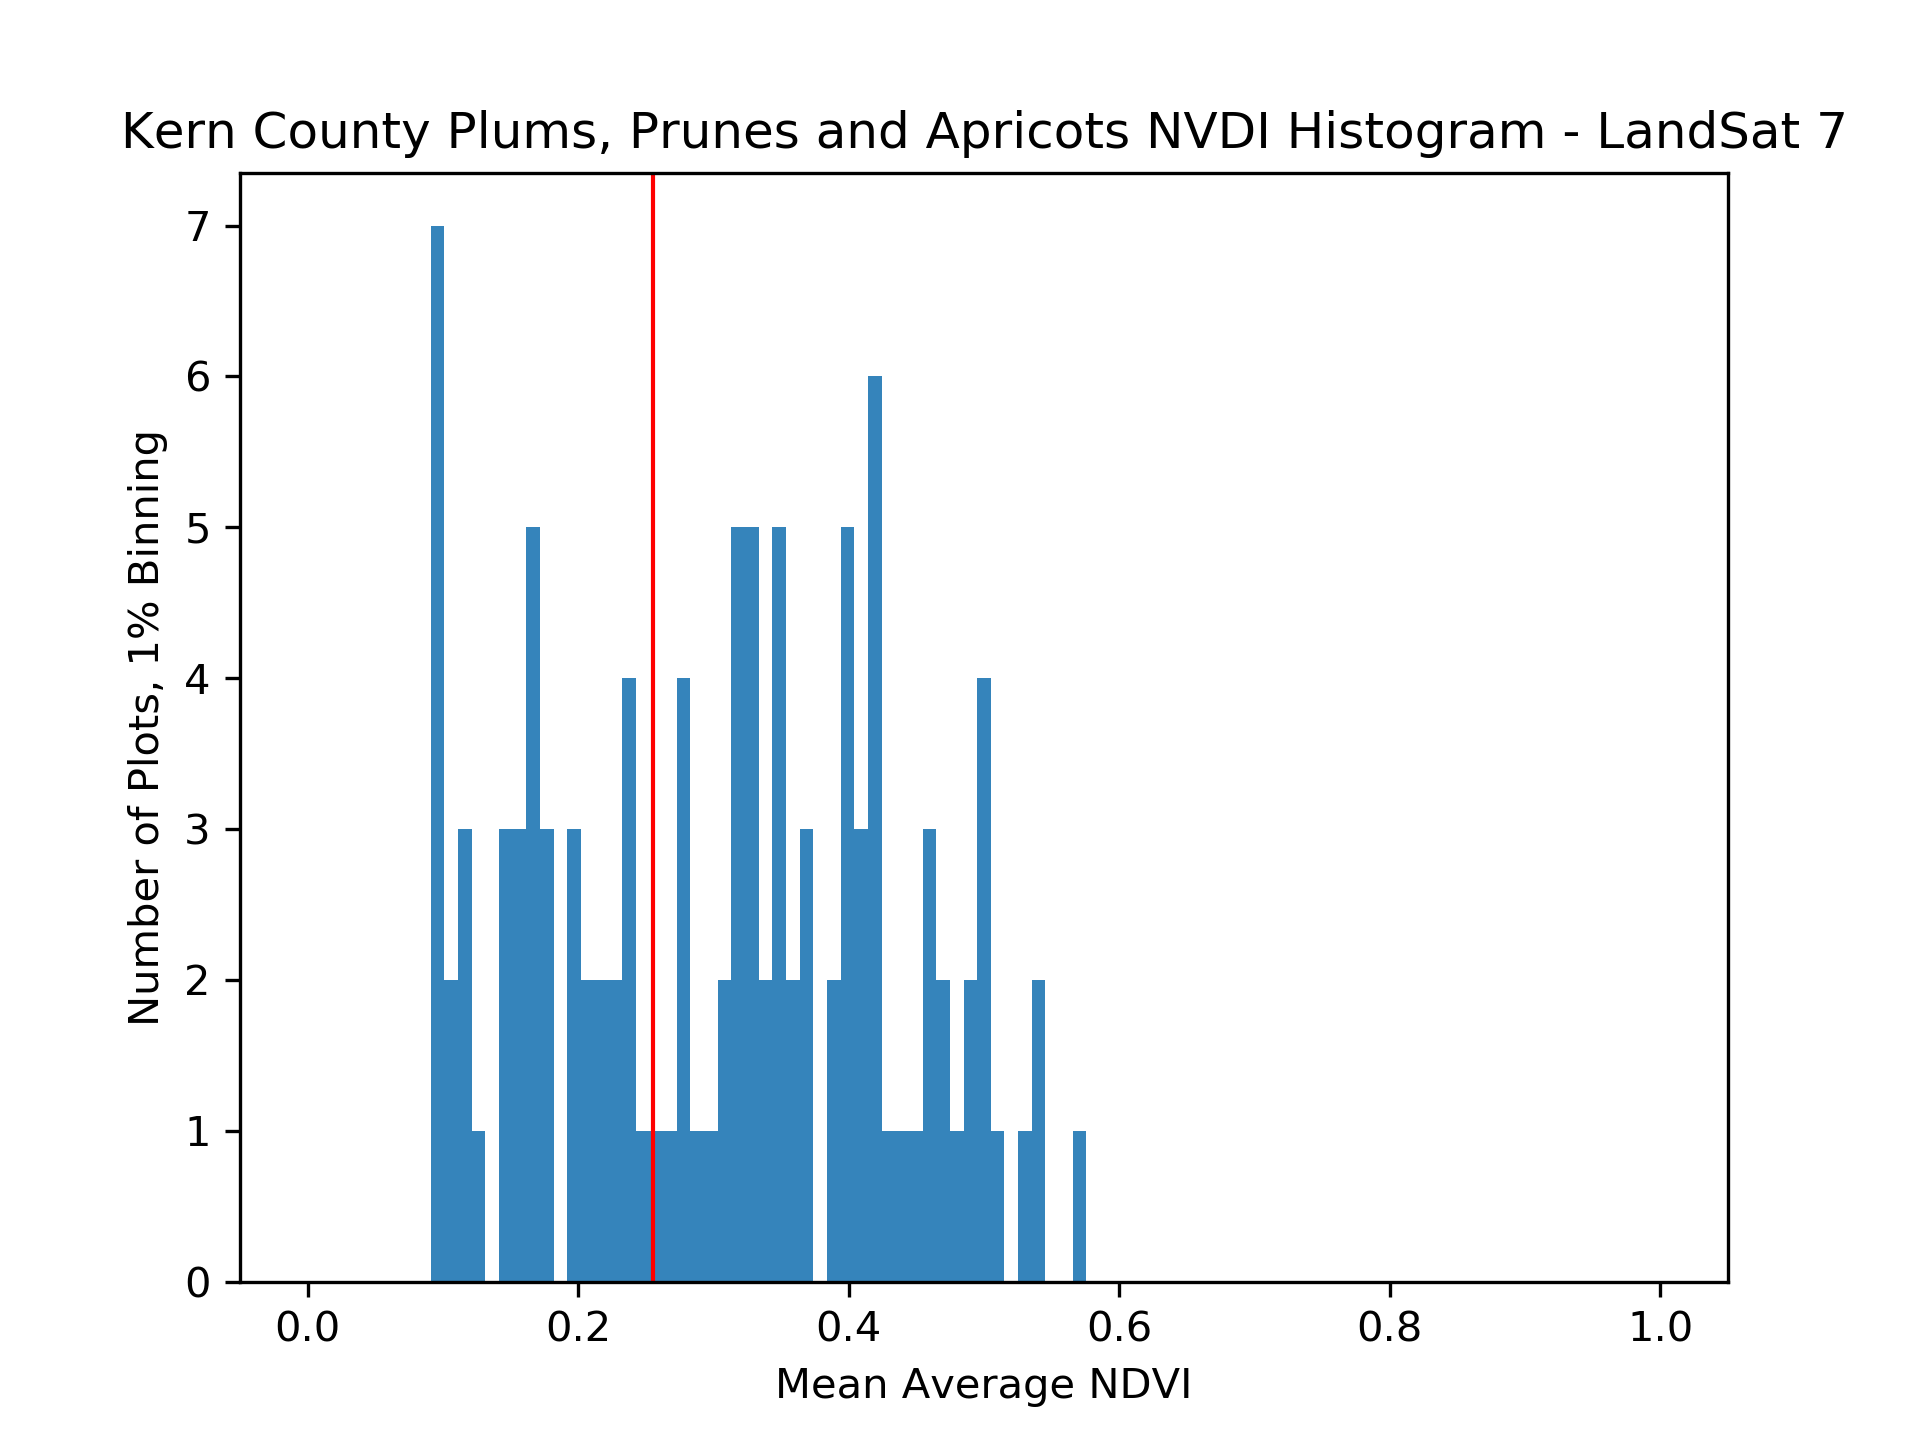 Kern County Plums, Prunes and Apricots NVDI Histogram - LandSat 7
Number of Plots, 1% Binning
7
6
5
4
3
2
1
0
0.0 0.2 0.4 0.6 0.8 1.0
Mean Average NDVI